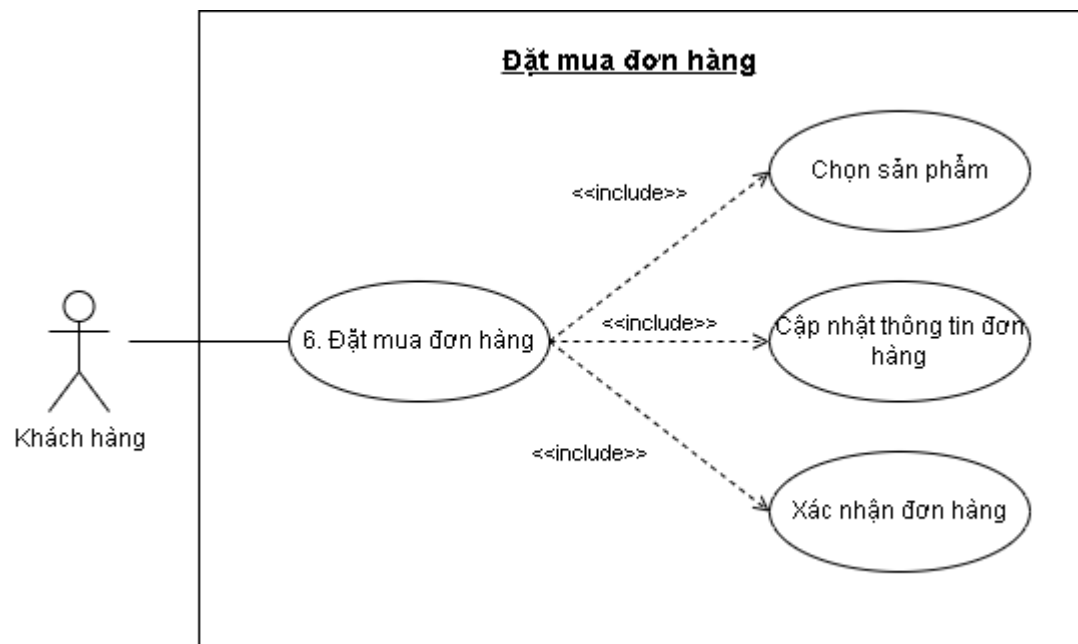 Đặt mua đơn hàng
Chọn sản phẩm
<<include>>
6. Đặt mua đơn hàng
<<include>>
Cập nhật thông tin đơn
hàng
Khách hàng
<<include>>
Xác nhận đơn hàng